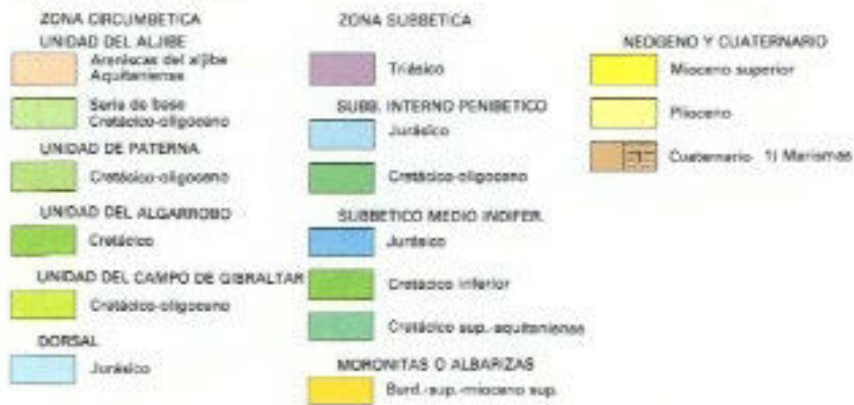 ZONA CIRCUMBETICA
UNIDAD DEL ALJIBE
Areniscas del aljibe
Aquitaniense
Serie de base
Cretácico-oligoceno
UNIDAD DE PATERNA
Cretácico-oligoceno
UNIDAD DEL ALGARROBO
Cretácico
UNIDAD DEL CAMPO DE GIBRALTAR
Cretácico-oligoceno
DORSAL
Jurásico
ZONA SUBBETICA
Triásico
SUBB. INTERNO PENIBETICO
Jurásico
Cretácico-oligoceno
SUBBETICO MEDIO INDIFER.
Jurásico
Cretácico inferior
Cretácico sup.-aquitaniense
MORONITAS O ALBARIZAS
Burd.-sup.-mioceno sup.
NEOGENO Y CUATERNARIO
Mioceno superior
Plioceno
Cuaternario 1) Marismas